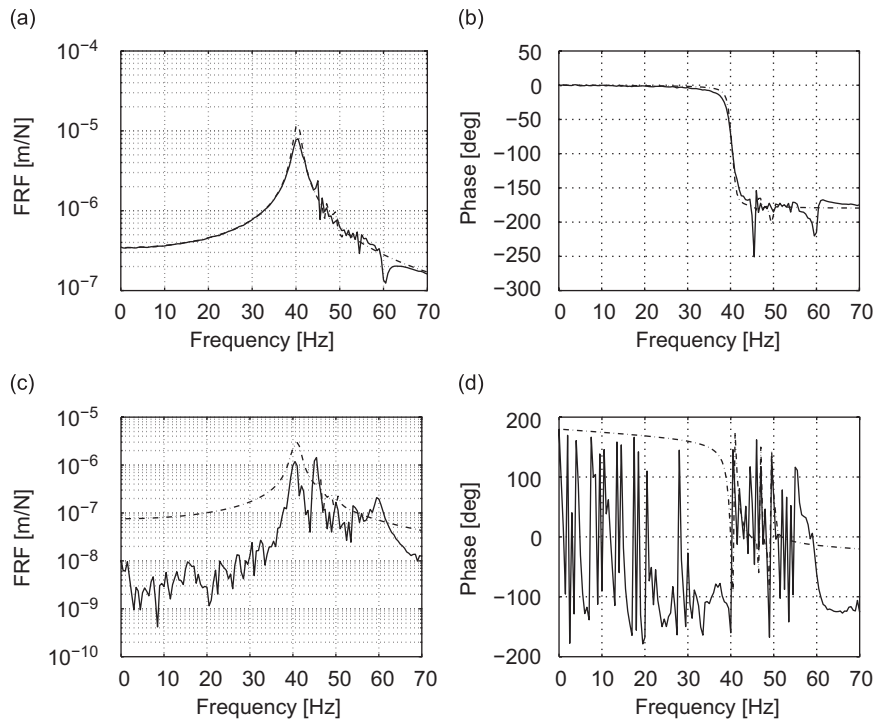 (a)
10⁻⁴
10⁻⁵
10⁻⁶
10⁻⁷
FRF [m/N]
0 10 20 30 40 50 60 70
Frequency [Hz]
(b)
50
0
−50
−100
−150
−200
−250
−300
Phase [deg]
0 10 20 30 40 50 60 70
Frequency [Hz]
(c)
10⁻⁵
10⁻⁶
10⁻⁷
10⁻⁸
10⁻⁹
10⁻¹⁰
FRF [m/N]
0 10 20 30 40 50 60 70
Frequency [Hz]
(d)
200
100
0
−100
−200
Phase [deg]
0 10 20 30 40 50 60 70
Frequency [Hz]